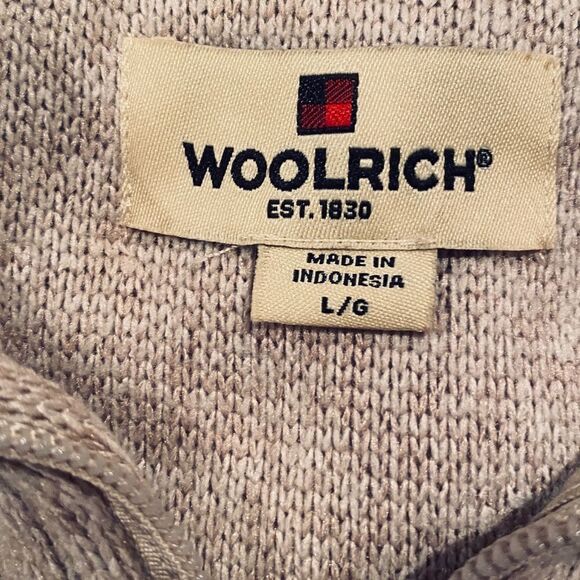 WOOLRICH®
EST. 1830
MADE IN
INDONESIA
L/G